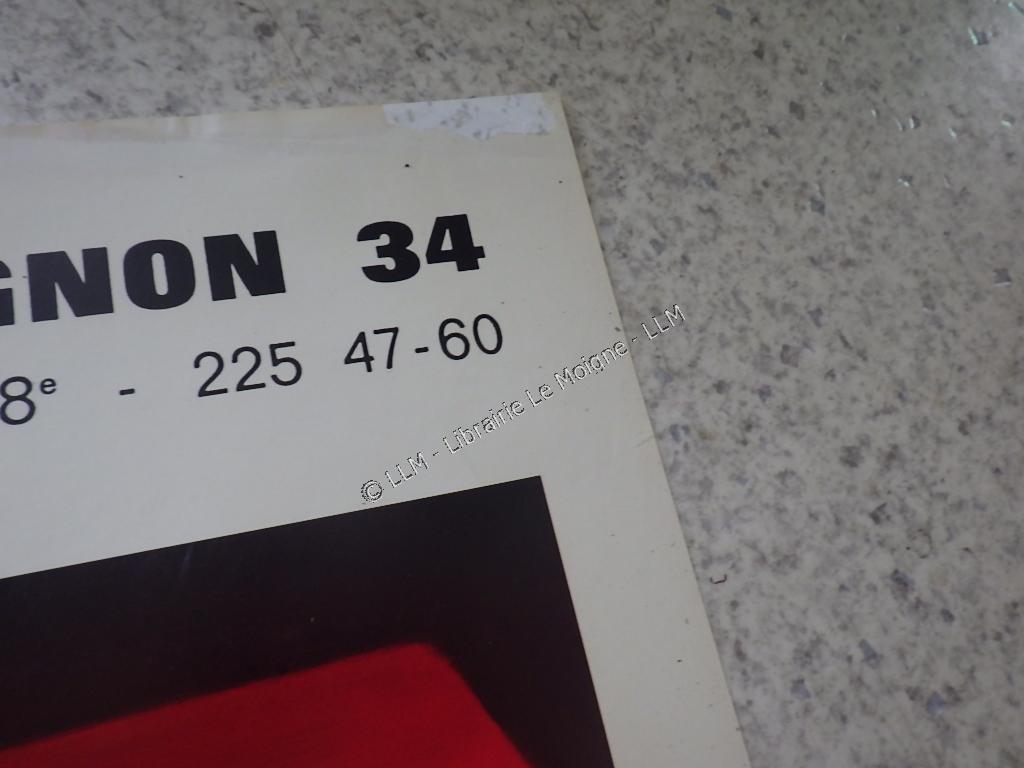 GNON 34
8e - 225 47-60
© LLM - Librairie Le Moigne - LLM